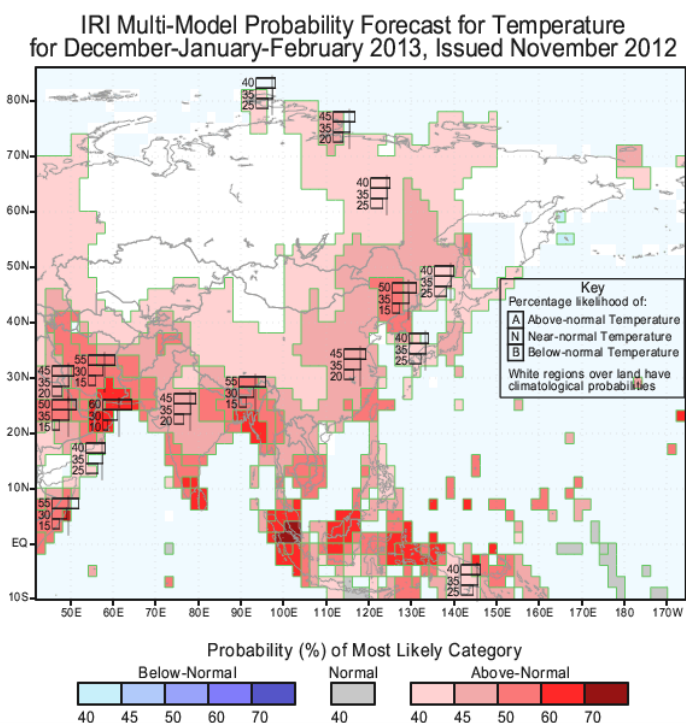 IRI Multi-Model Probability Forecast for Temperature
for December-January-February 2013, Issued November 2012
80N
70N
60N
50N
40N
30N
20N
10N
EQ
10S
40
35
25
45
35
20
40
35
25
40
35
25
50
35
15
40
35
25
45
35
20
55
30
15
45
35
20
55
30
15
45
35
20
50
35
15
60
30
10
40
35
25
55
30
15
40
35
25
Key
Percentage likelihood of:
A Above-normal Temperature
N Near-normal Temperature
B Below-normal Temperature
White regions over land have
climatological probabilities
50E 60E 70E 80E 90E 100E 110E 120E 130E 140E 150E 160E 170E 180 170W
Probability (%) of Most Likely Category
Below-Normal Normal Above-Normal
40 45 50 60 70 40 40 45 50 60 70